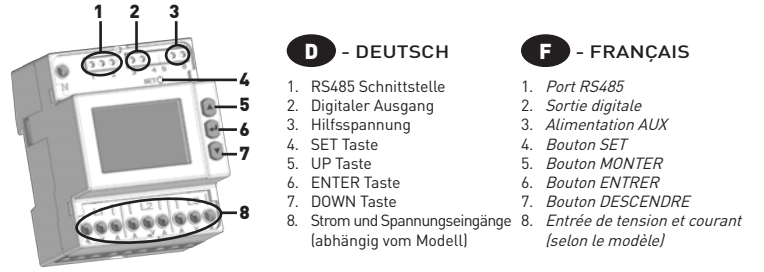 1 2 3
N
SET
4
5
6
7
L2
8
D - DEUTSCH
1. RS485 Schnittstelle
2. Digitaler Ausgang
3. Hilfsspannung
4. SET Taste
5. UP Taste
6. ENTER Taste
7. DOWN Taste
8. Strom und Spannungseingänge
(abhängig vom Modell)
F - FRANÇAIS
1. Port RS485
2. Sortie digitale
3. Alimentation AUX
4. Bouton SET
5. Bouton MONTER
6. Bouton ENTRER
7. Bouton DESCENDRE
8. Entrée de tension et courant
(selon le modèle)